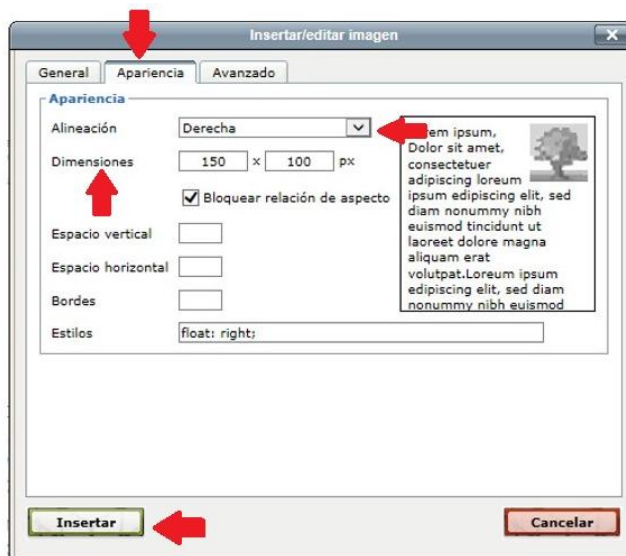 Insertar/editar imagen
General Apariencia Avanzado
Apariencia
Alineación Derecha
Dimensiones 150 x 100 px
Bloquear relación de aspecto
Espacio vertical
Espacio horizontal
Bordes
Estilos float: right;
ipsum,
Dolor sit amet,
consectetuer
adipiscing loreum
ipsum edipiscing elit, sed
diam nonummy nibh
euismod tincidunt ut
laoreet dolore magna
aliquam erat
volutpat.Loreum ipsum
edipiscing elit, sed diam
nonummy nibh euismod
Insertar Cancelar